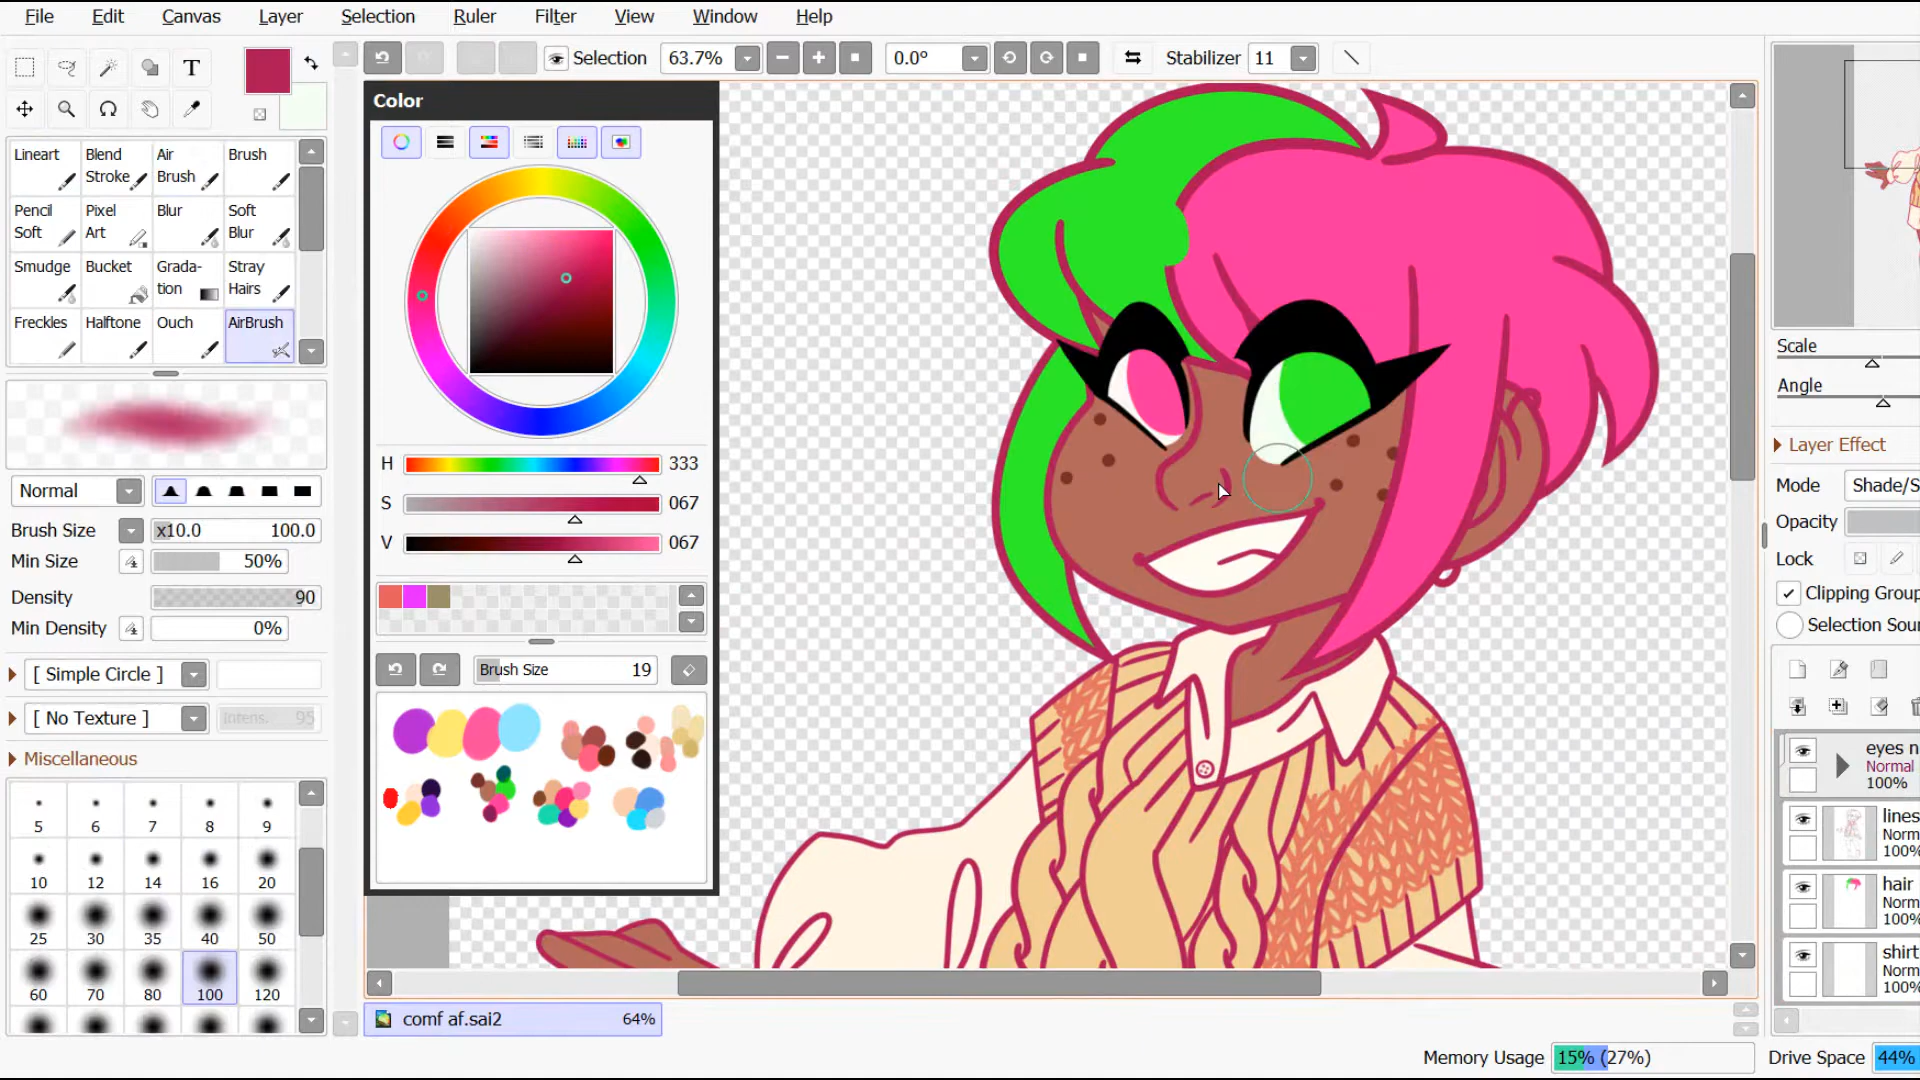 File Edit Canvas Layer Selection Ruler Filter View Window Help
T
Selection 63.7% 0.0° Stabilizer 11
Color
Lineart Blend Stroke Air Brush Brush
Pencil Soft Pixel Art Blur Soft Blur
Smudge Bucket Grada-tion Stray Hairs
Freckles Halftone Ouch AirBrush
Normal
Brush Size x10.0 100.0
Min Size 50%
Density 90
Min Density 0%
[ Simple Circle ]
[ No Texture ] Intens. 95
Miscellaneous
5 6 7 8 9
10 12 14 16 20
25 30 35 40 50
60 70 80 100 120
H 333
S 067
V 067
Brush Size 19
comf af.sai2 64%
Scale
Angle
Layer Effect
Mode Shade/S
Opacity
Lock
Clipping Group
Selection Sour
eyes n
Normal
100%
lines
Norm
100%
hair
Norm
100%
shirt
Norm
100%
Memory Usage 15% (27%) Drive Space 44%